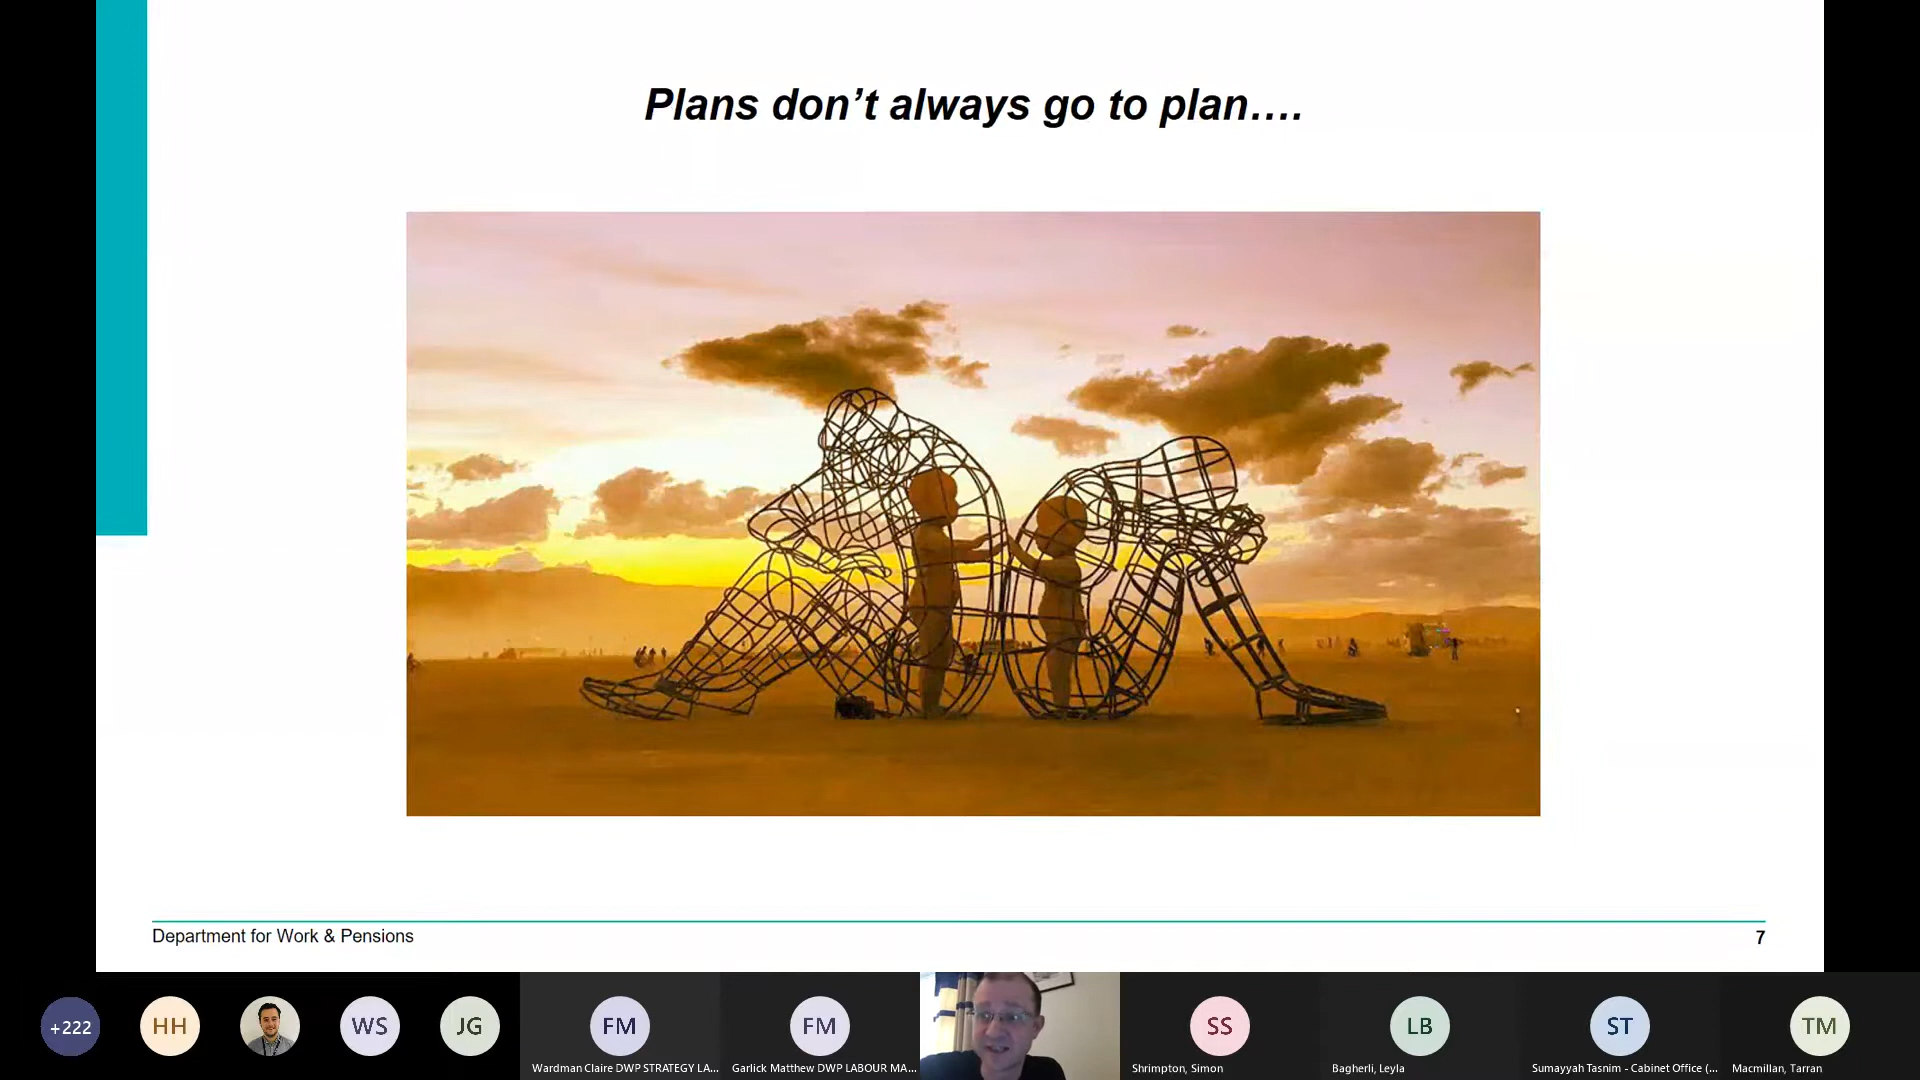 Plans don’t always go to plan….
Department for Work & Pensions
7
+222
HH
WS
JG
FM
FM
SS
LB
ST
TM
Wardman Claire DWP STRATEGY LA...
Garlick Matthew DWP LABOUR MA...
Shrimpton, Simon
Bagherli, Leyla
Sumayyah Tasnim - Cabinet Office (...
Macmillan, Tarran